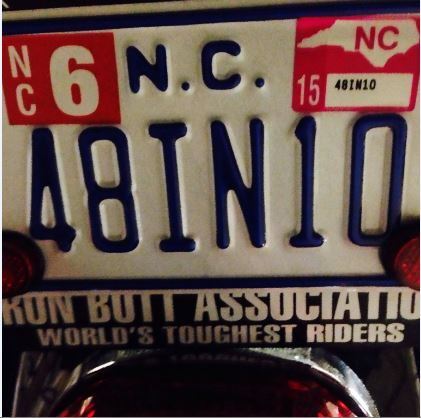 NC 6 N.C. NC
15 48IN10
48IN10
RON BUTT ASSOCIATIO
WORLD'S TOUGHEST RIDERS